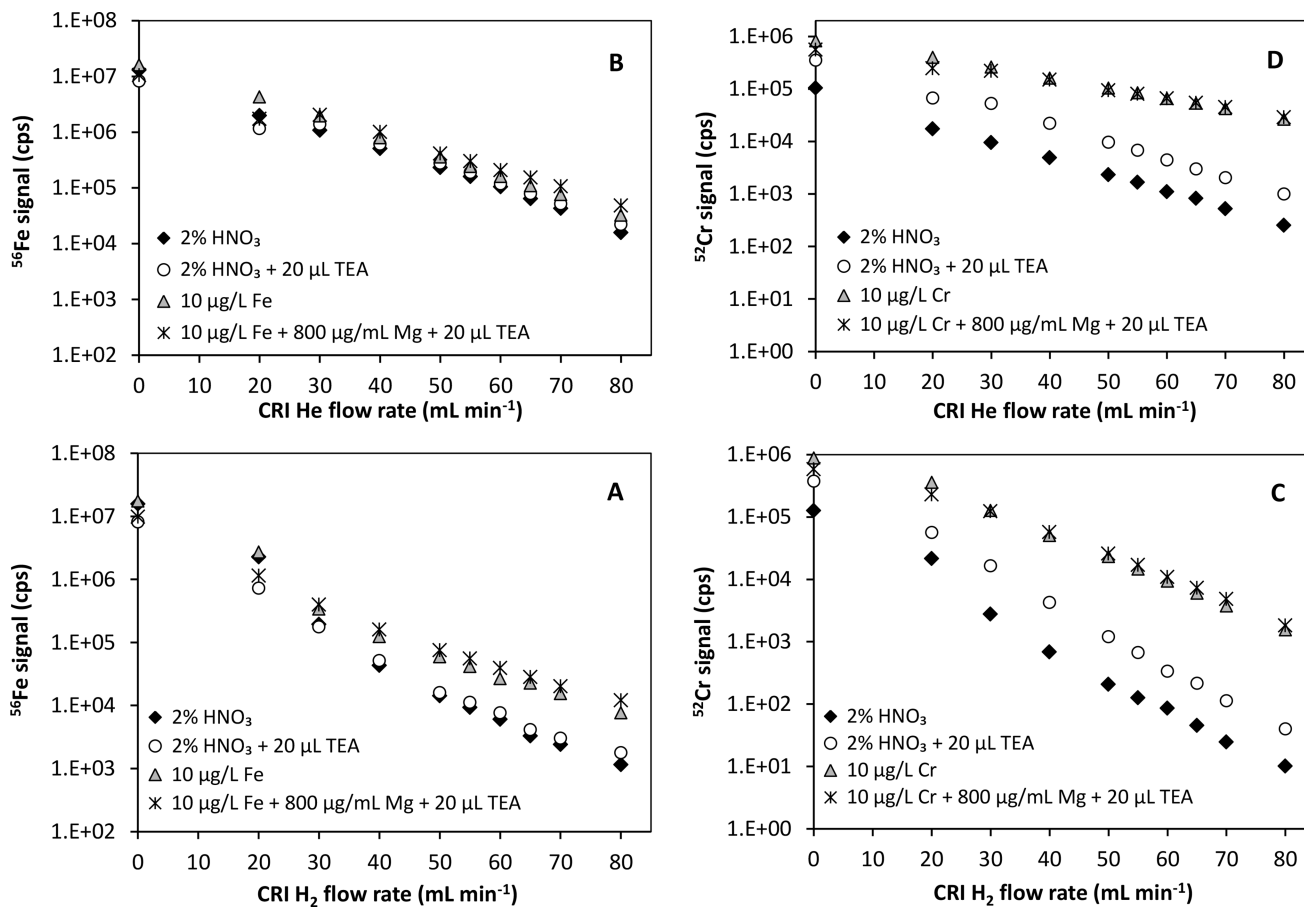 B
1.E+08
1.E+07
1.E+06
1.E+05
1.E+04
1.E+03
1.E+02
⁵⁶Fe signal (cps)
2% HNO₃
2% HNO₃ + 20 µL TEA
10 µg/L Fe
10 µg/L Fe + 800 µg/mL Mg + 20 µL TEA
0 10 20 30 40 50 60 70 80
CRI He flow rate (mL min⁻¹)
D
1.E+06
1.E+05
1.E+04
1.E+03
1.E+02
1.E+01
1.E+00
⁵²Cr signal (cps)
2% HNO₃
2% HNO₃ + 20 µL TEA
10 µg/L Cr
10 µg/L Cr + 800 µg/mL Mg + 20 µL TEA
0 10 20 30 40 50 60 70 80
CRI He flow rate (mL min⁻¹)
A
1.E+08
1.E+07
1.E+06
1.E+05
1.E+04
1.E+03
1.E+02
⁵⁶Fe signal (cps)
2% HNO₃
2% HNO₃ + 20 µL TEA
10 µg/L Fe
10 µg/L Fe + 800 µg/mL Mg + 20 µL TEA
0 10 20 30 40 50 60 70 80
CRI H₂ flow rate (mL min⁻¹)
C
1.E+06
1.E+05
1.E+04
1.E+03
1.E+02
1.E+01
1.E+00
⁵²Cr signal (cps)
2% HNO₃
2% HNO₃ + 20 µL TEA
10 µg/L Cr
10 µg/L Cr + 800 µg/mL Mg + 20 µL TEA
0 10 20 30 40 50 60 70 80
CRI H₂ flow rate (mL min⁻¹)